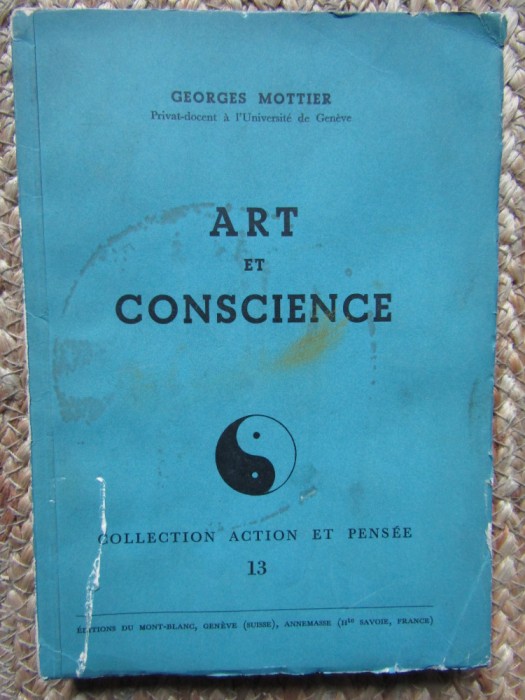 GEORGES MOTTIER
Privat-docent à l'Université de Genève
ART
ET
CONSCIENCE
COLLECTION ACTION ET PENSÉE
13
ÉDITIONS DU MONT-BLANC, GENÈVE (SUISSE), ANNEMASSE (Hte SAVOIE, FRANCE)